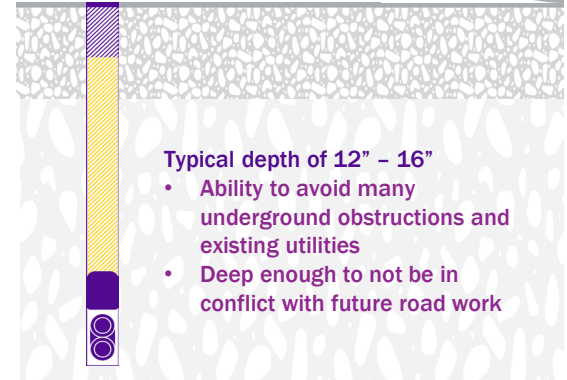 Typical depth of 12” – 16”
• Ability to avoid many
underground obstructions and
existing utilities
• Deep enough to not be in
conflict with future road work